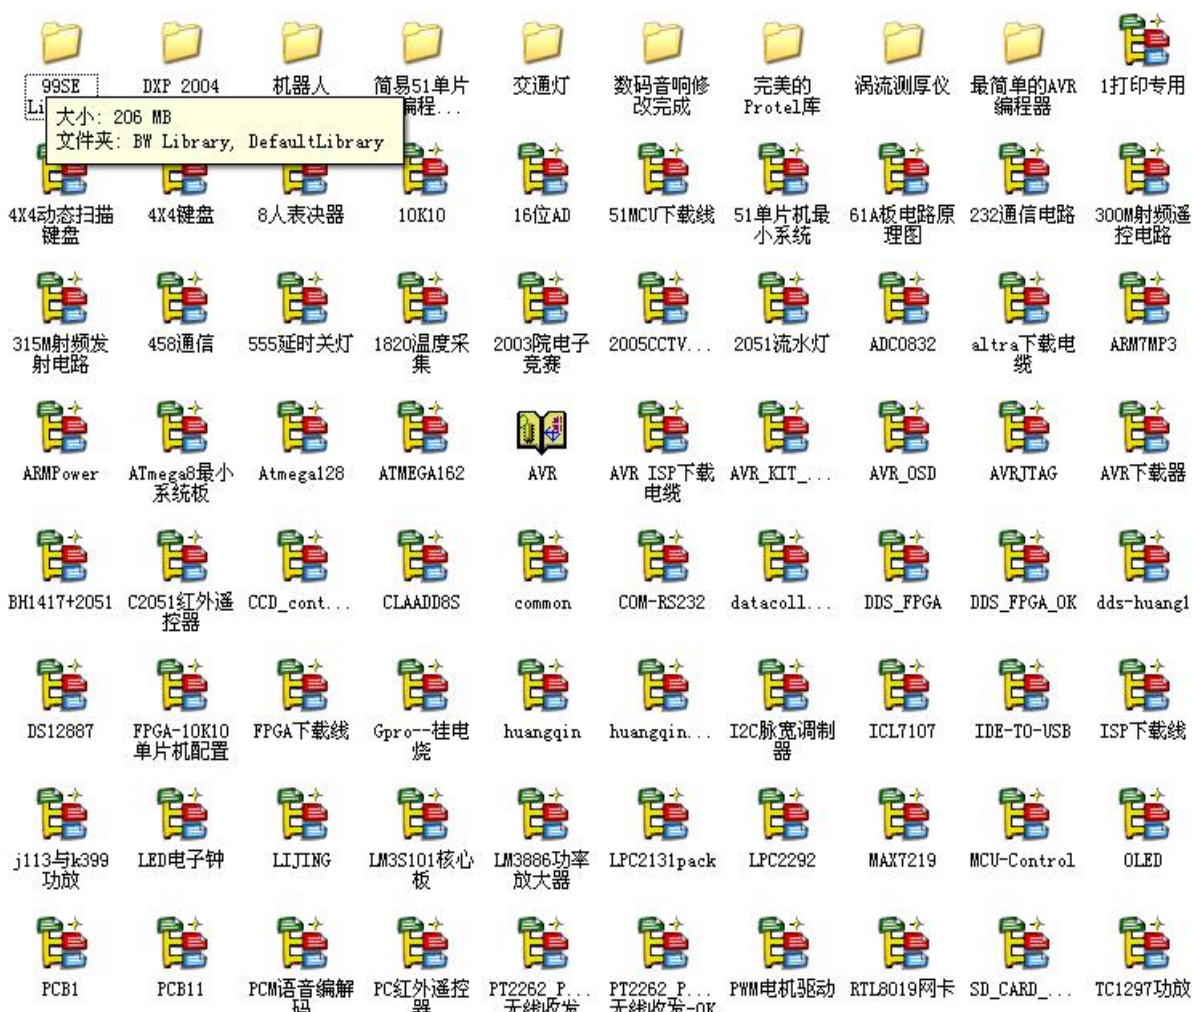 99SE
DXP 2004
机器人
简易51单片
编程...
交通灯
数码音响修
改完成
完美的
Protel库
涡流测厚仪
最简单的AVR
编程器
1打印专用
大小: 206 MB
文件夹: BW Library, DefaultLibrary
4X4动态扫描
键盘
4X4键盘
8人表决器
10K10
16位AD
51MCU下载线
51单片机最
小系统
61A板电路原
理图
232通信电路
300M射频遥
控电路
315M射频发
射电路
458通信
555延时关灯
1820温度采
集
2003院电子
竞赛
2005CCTV...
2051流水灯
ADC0832
altra下载电
缆
ARM7MP3
ARMPower
ATmega8最小
系统板
Atmega128
ATMEGA162
AVR
AVR ISP下载
电缆
AVR_KIT_...
AVR_OSD
AVRJTAG
AVR下载器
BH1417+2051
C2051红外遥
控器
CCD_cont...
CLAADD8S
common
COM-RS232
datacoll...
DDS_FPGA
DDS_FPGA_OK
dds-huang1
DS12887
FPGA-10K10
单片机配置
FPGA下载线
Gpro--挂电
烧
huangqin
huangqin...
I2C脉宽调制
器
ICL7107
IDE-TO-USB
ISP下载线
j113与k399
功放
LED电子钟
LIJING
LM3S101核心
板
LM3886功率
放大器
LPC2131pack
LPC2292
MAX7219
MCU-Control
OLED
PCB1
PCB11
PCM语音编解
码
PC红外遥控
器
PT2262_P...
无线收发
PT2262_P...
无线收发-OK
PWM电机驱动
RTL8019网卡
SD_CARD_...
TC1297功放